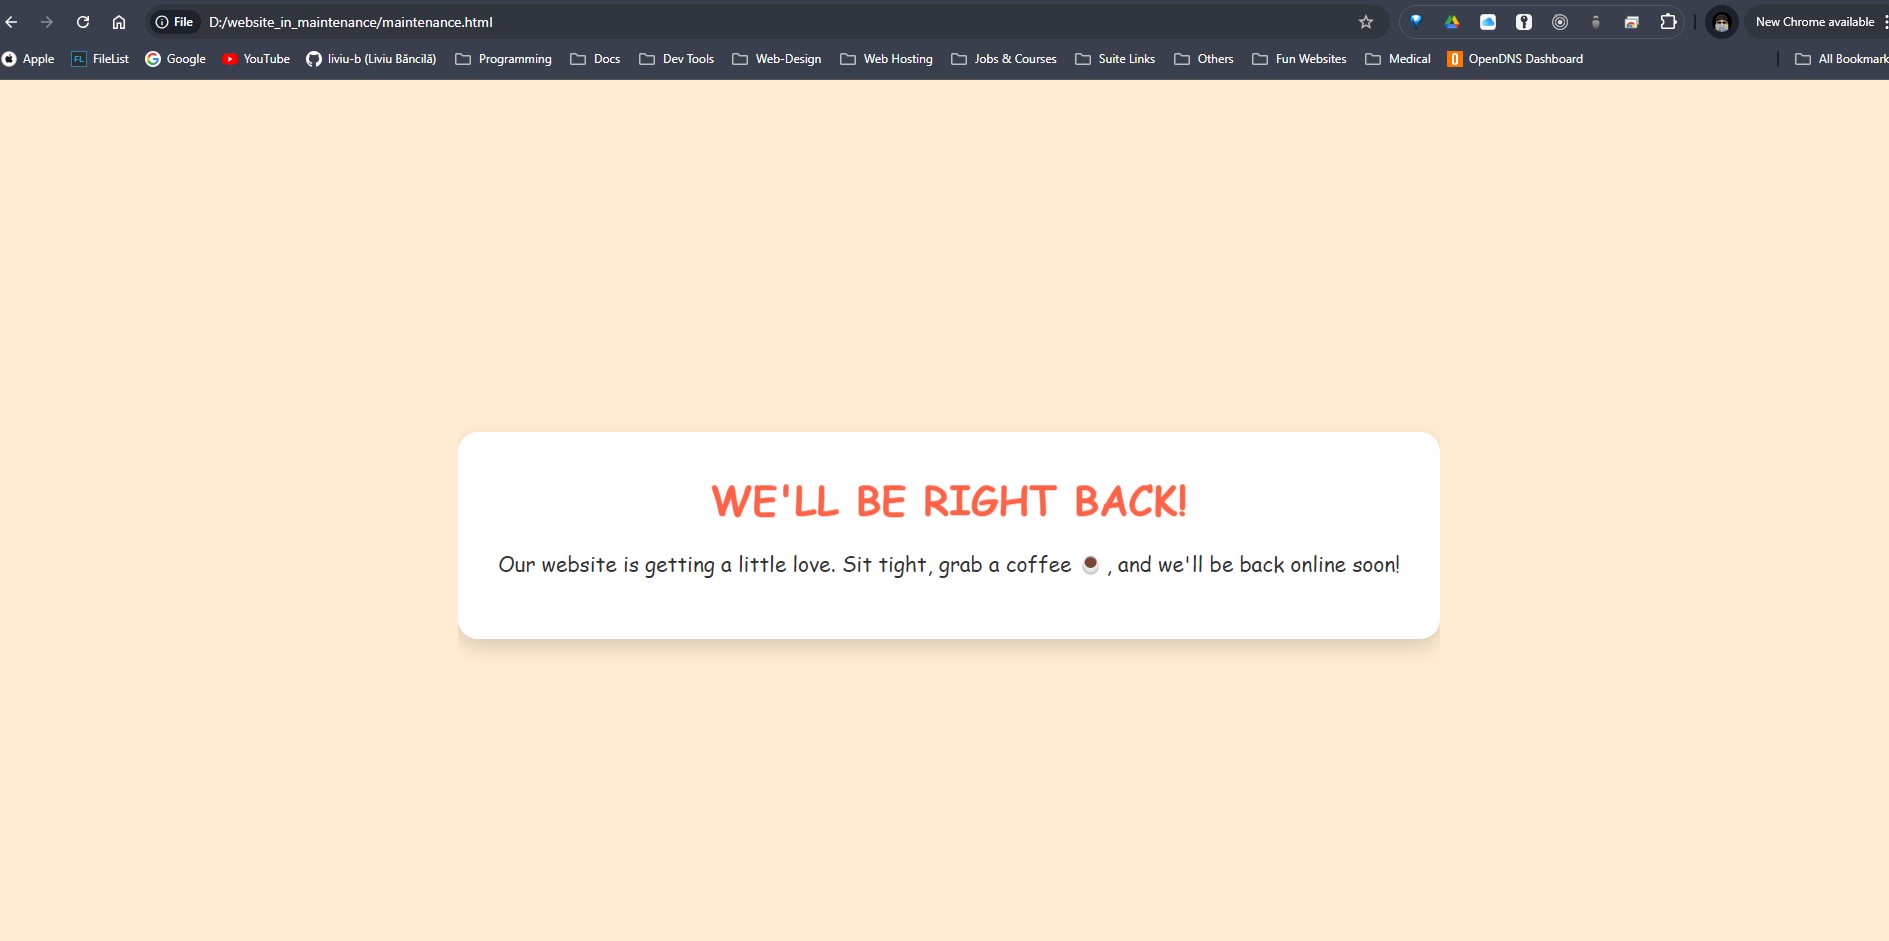 File D:/website_in_maintenance/maintenance.html New Chrome available
Apple FL FileList Google YouTube liviu-b (Liviu Băncilă) Programming Docs Dev Tools Web-Design Web Hosting Jobs & Courses Suite Links Others Fun Websites Medical OpenDNS Dashboard All Bookmark
WE'LL BE RIGHT BACK!
Our website is getting a little love. Sit tight, grab a coffee ☕ , and we'll be back online soon!